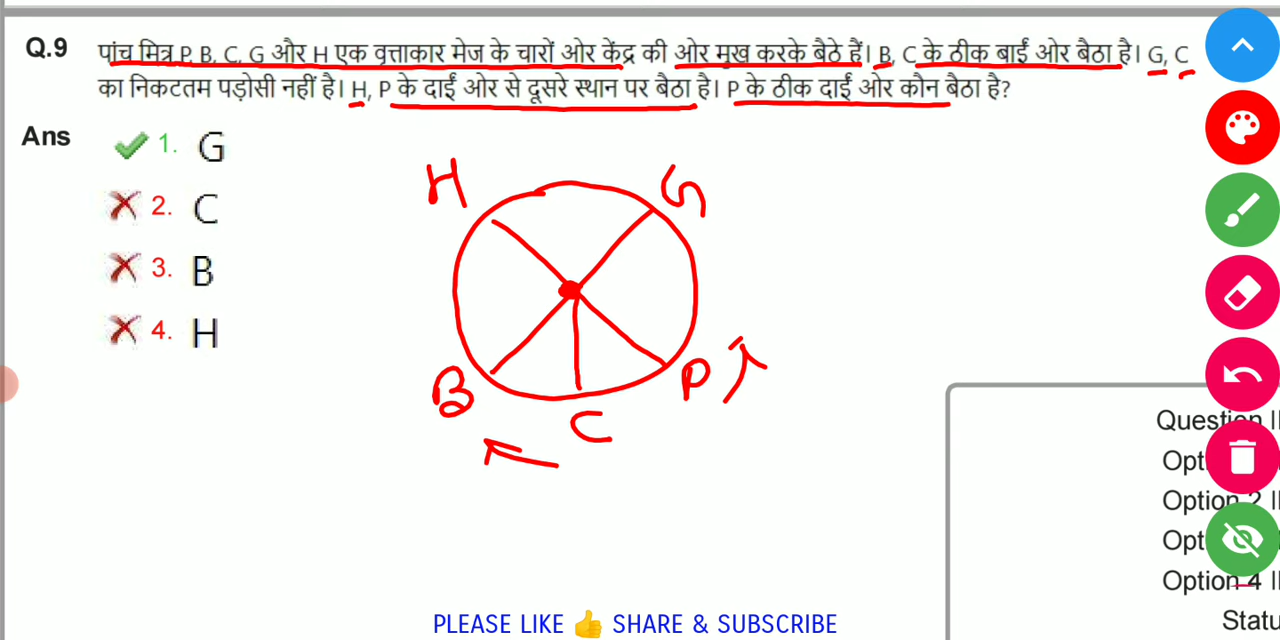 Q.9 पांच मित्र P, B, C, G और H एक वृत्ताकार मेज के चारों ओर केंद्र की ओर मुख करके बैठे हैं। B, C के ठीक बाईं ओर बैठा है। G, C
का निकटतम पड़ोसी नहीं है। H, P के दाईं ओर से दूसरे स्थान पर बैठा है। P के ठीक दाईं ओर कौन बैठा है?
Ans
1. G
2. C
3. B
4. H
H
G
B
C
P
Question I
Opt
Option 2 I
Opt
Option 4 I
Statu
PLEASE LIKE 👍 SHARE & SUBSCRIBE